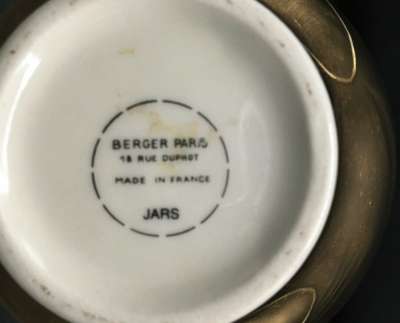 BERGER PARIS
18 RUE DUPHOT
MADE IN FRANCE
JARS